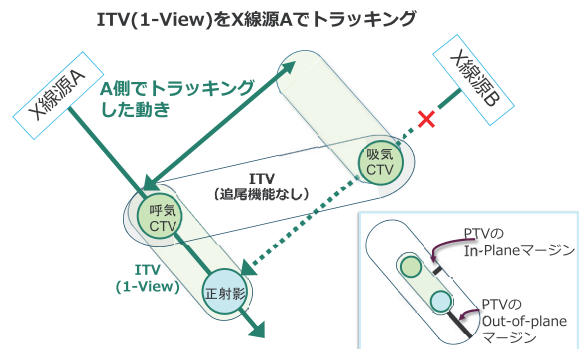 ITV(1-View)をX線源Aでトラッキング
X線源A
A側でトラッキング
した動き
X線源B
吸気
CTV
ITV
（追尾機能なし）
呼気
CTV
ITV
(1-View)
正射影
PTVの
In-Planeマージン
PTVの
Out-of-plane
マージン